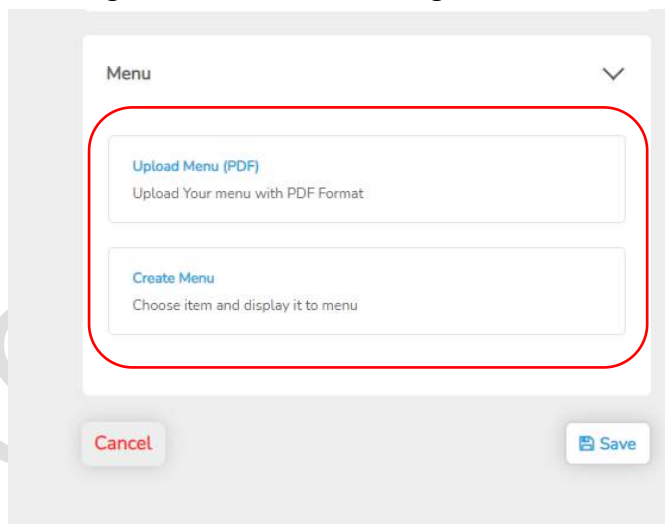 Menu
Upload Menu (PDF)
Upload Your menu with PDF Format
Create Menu
Choose item and display it to menu
Cancel
Save